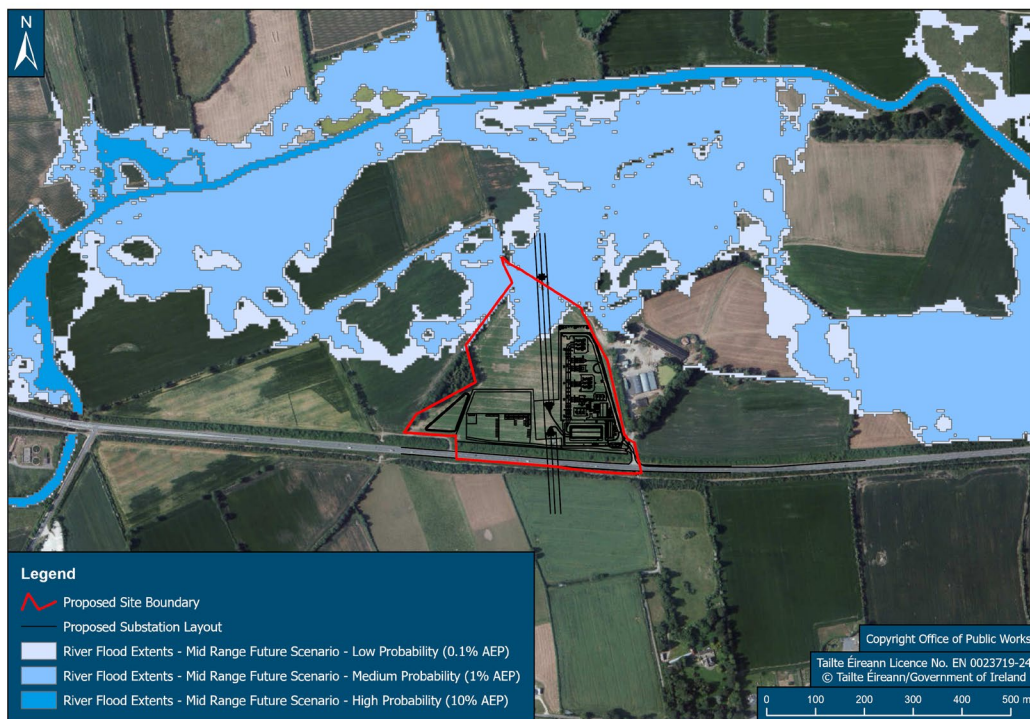 N
Legend
Proposed Site Boundary
Proposed Substation Layout
River Flood Extents - Mid Range Future Scenario - Low Probability (0.1% AEP)
River Flood Extents - Mid Range Future Scenario - Medium Probability (1% AEP)
River Flood Extents - Mid Range Future Scenario - High Probability (10% AEP)
Copyright Office of Public Works
Tailte Éireann Licence No. EN 0023719-24
© Tailte Éireann/Government of Ireland
0 100 200 300 400 500 m